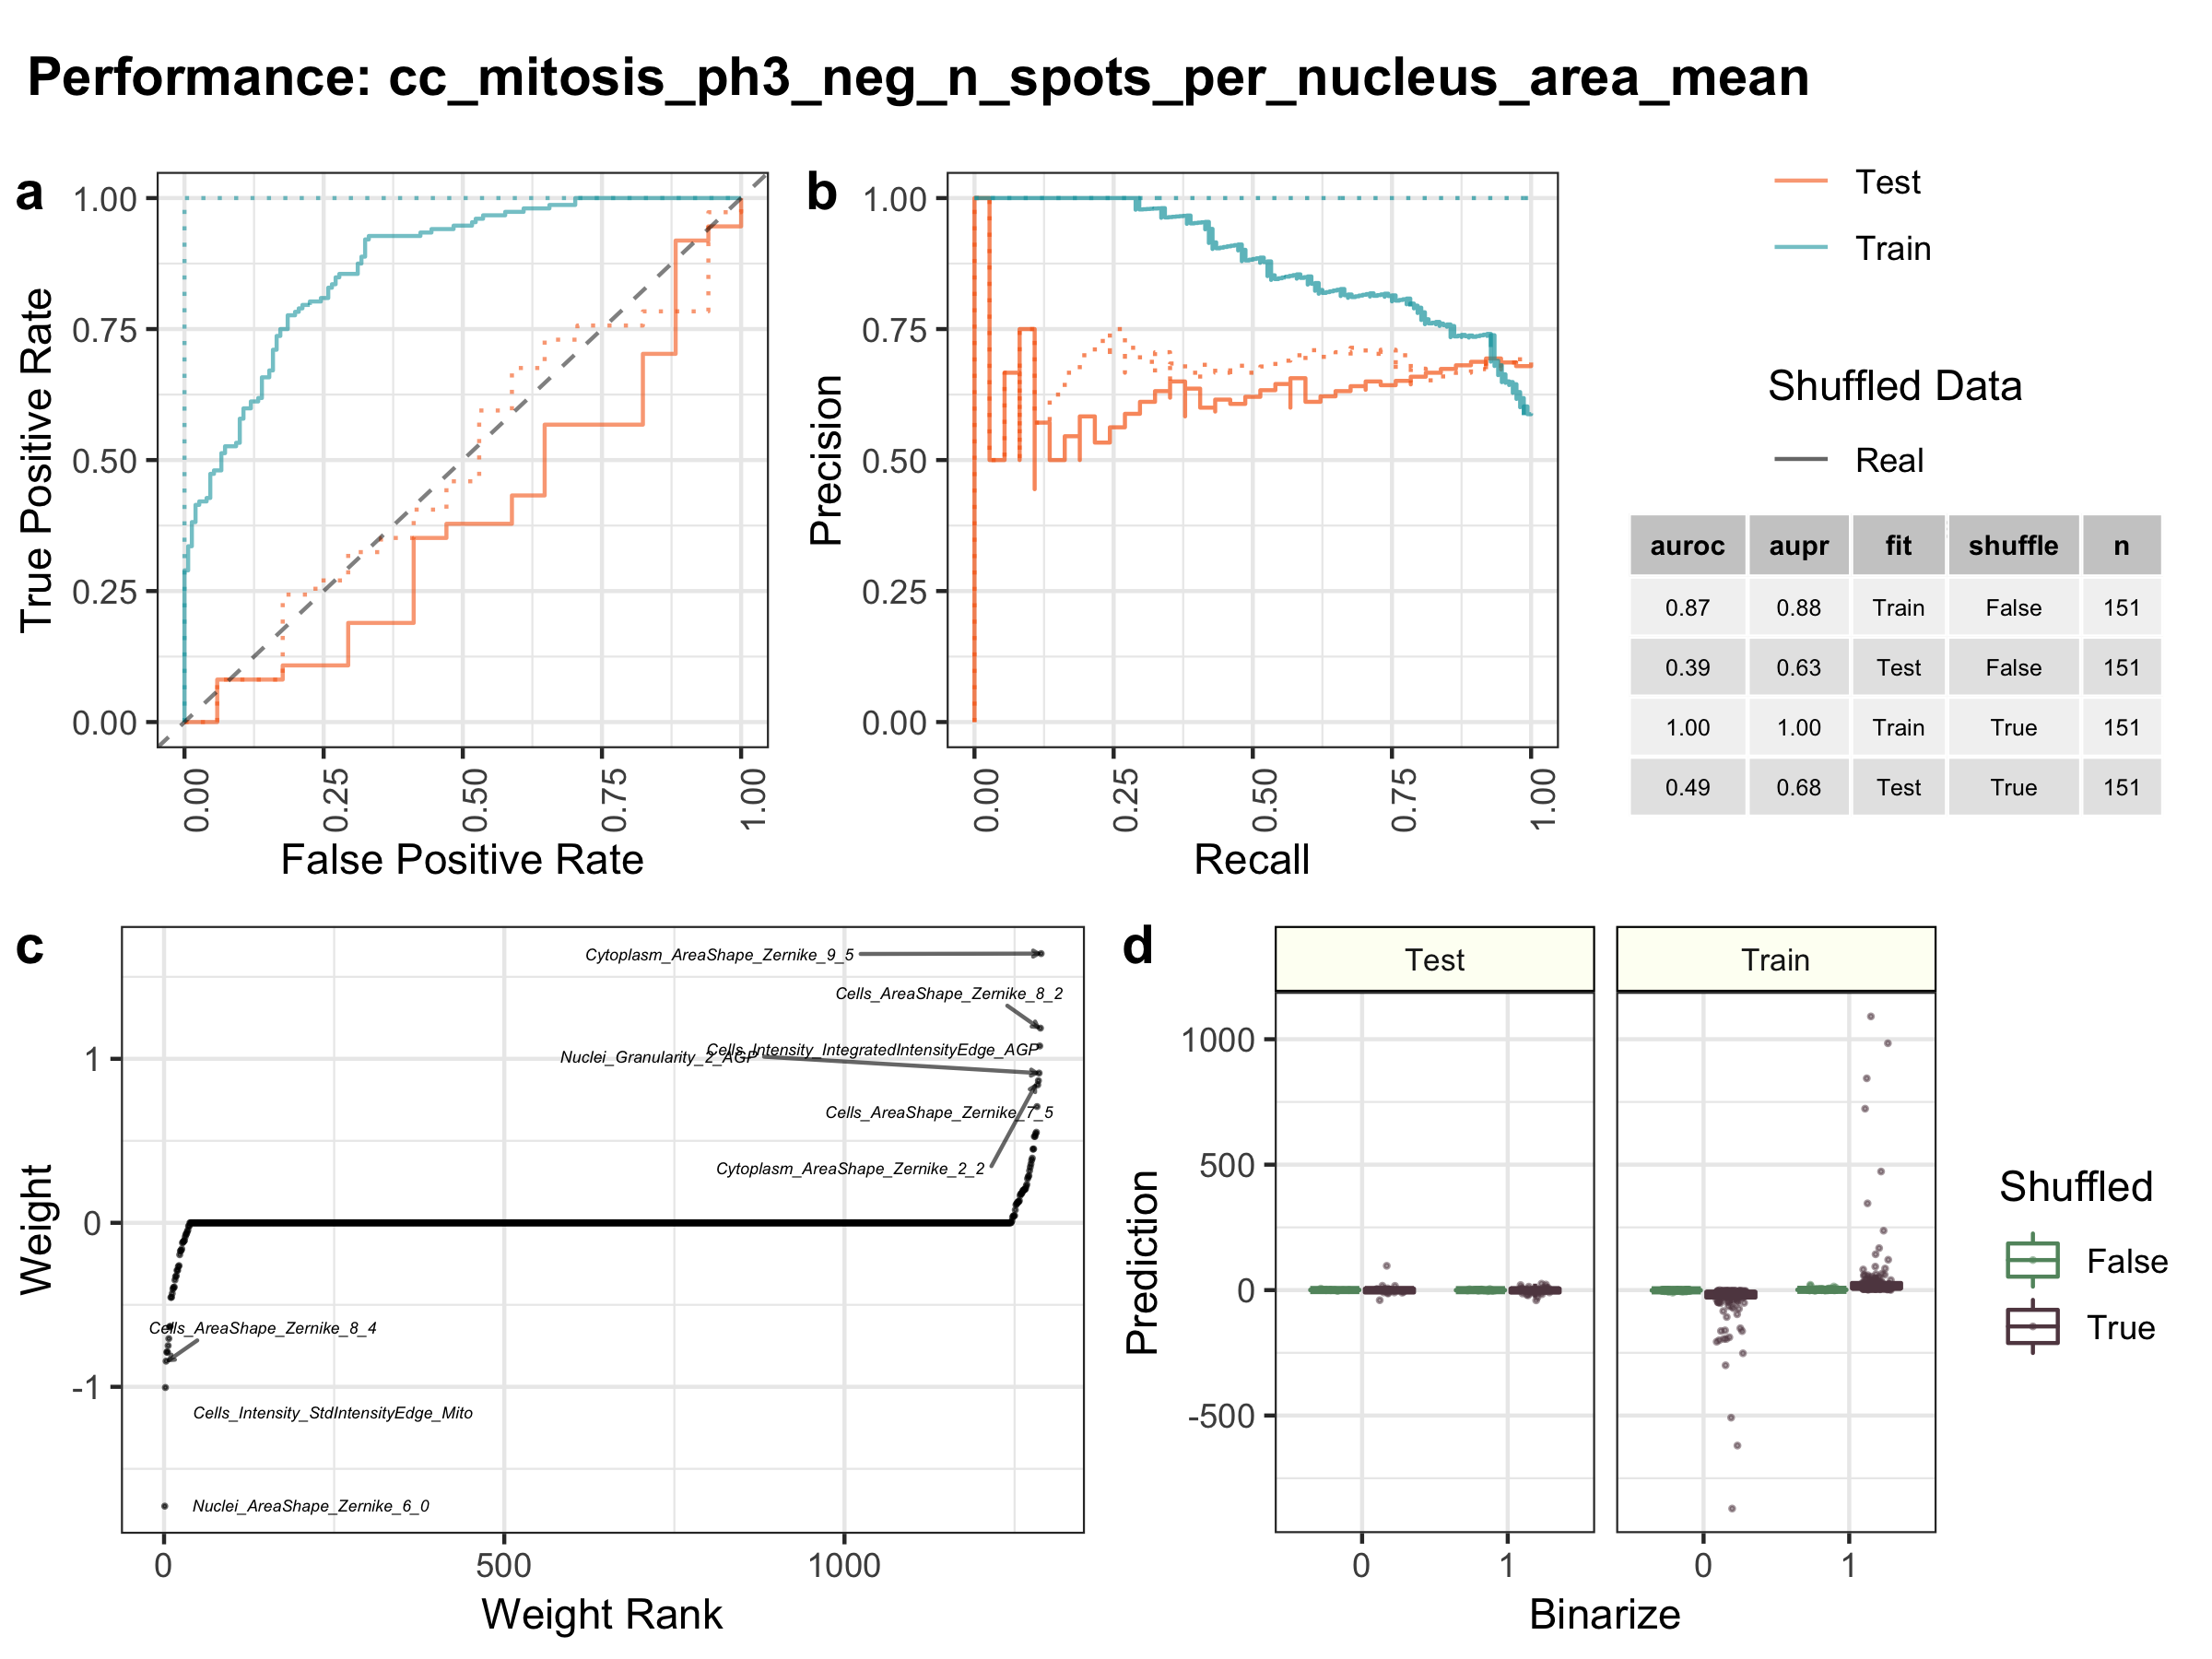 Performance: cc_mitosis_ph3_neg_n_spots_per_nucleus_area_mean
a
1.00
0.75
0.50
0.25
0.00
True Positive Rate
0.00
0.25
0.50
0.75
1.00
False Positive Rate
b
1.00
0.75
0.50
0.25
0.00
Precision
0.00
0.25
0.50
0.75
1.00
Recall
Test
Train
Shuffled Data
Real
auroc aupr fit shuffle n
0.87 0.88 Train False 151
0.39 0.63 Test False 151
1.00 1.00 Train True 151
0.49 0.68 Test True 151
c
1
0
-1
Weight
Cytoplasm_AreaShape_Zernike_9_5
Cells_AreaShape_Zernike_8_2
Cells_Intensity_IntegratedIntensityEdge_AGP
Nuclei_Granularity_2_AGP
Cells_AreaShape_Zernike_7_5
Cytoplasm_AreaShape_Zernike_2_2
Cells_AreaShape_Zernike_8_4
Cells_Intensity_StdIntensityEdge_Mito
Nuclei_AreaShape_Zernike_6_0
0
500
1000
Weight Rank
d
Test
Train
1000
500
0
-500
Prediction
0
1
0
1
Binarize
Shuffled
False
True